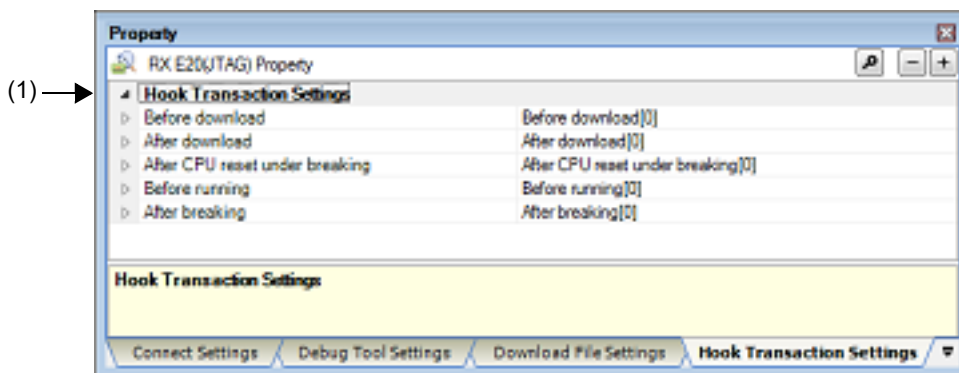 Property
RX E20(JTAG) Property
(1)
Hook Transaction Settings
Before download Before download[0]
After download After download[0]
After CPU reset under breaking After CPU reset under breaking[0]
Before running Before running[0]
After breaking After breaking[0]
Hook Transaction Settings
Connect Settings Debug Tool Settings Download File Settings Hook Transaction Settings